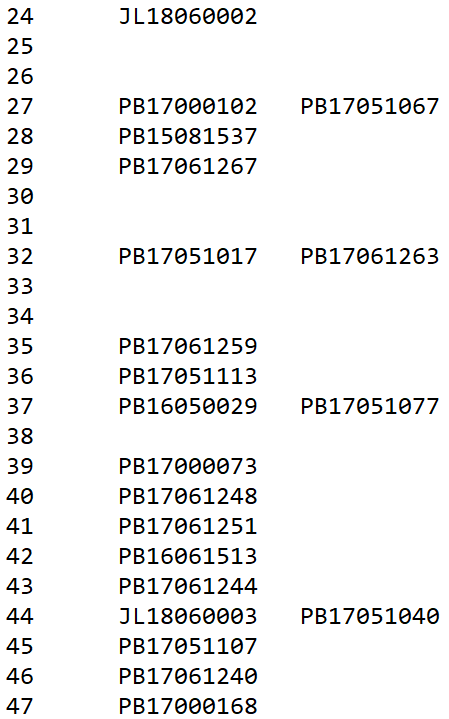 24 JL18060002
25
26
27 PB17000102 PB17051067
28 PB15081537
29 PB17061267
30
31
32 PB17051017 PB17061263
33
34
35 PB17061259
36 PB17051113
37 PB16050029 PB17051077
38
39 PB17000073
40 PB17061248
41 PB17061251
42 PB16061513
43 PB17061244
44 JL18060003 PB17051040
45 PB17051107
46 PB17061240
47 PB17000168